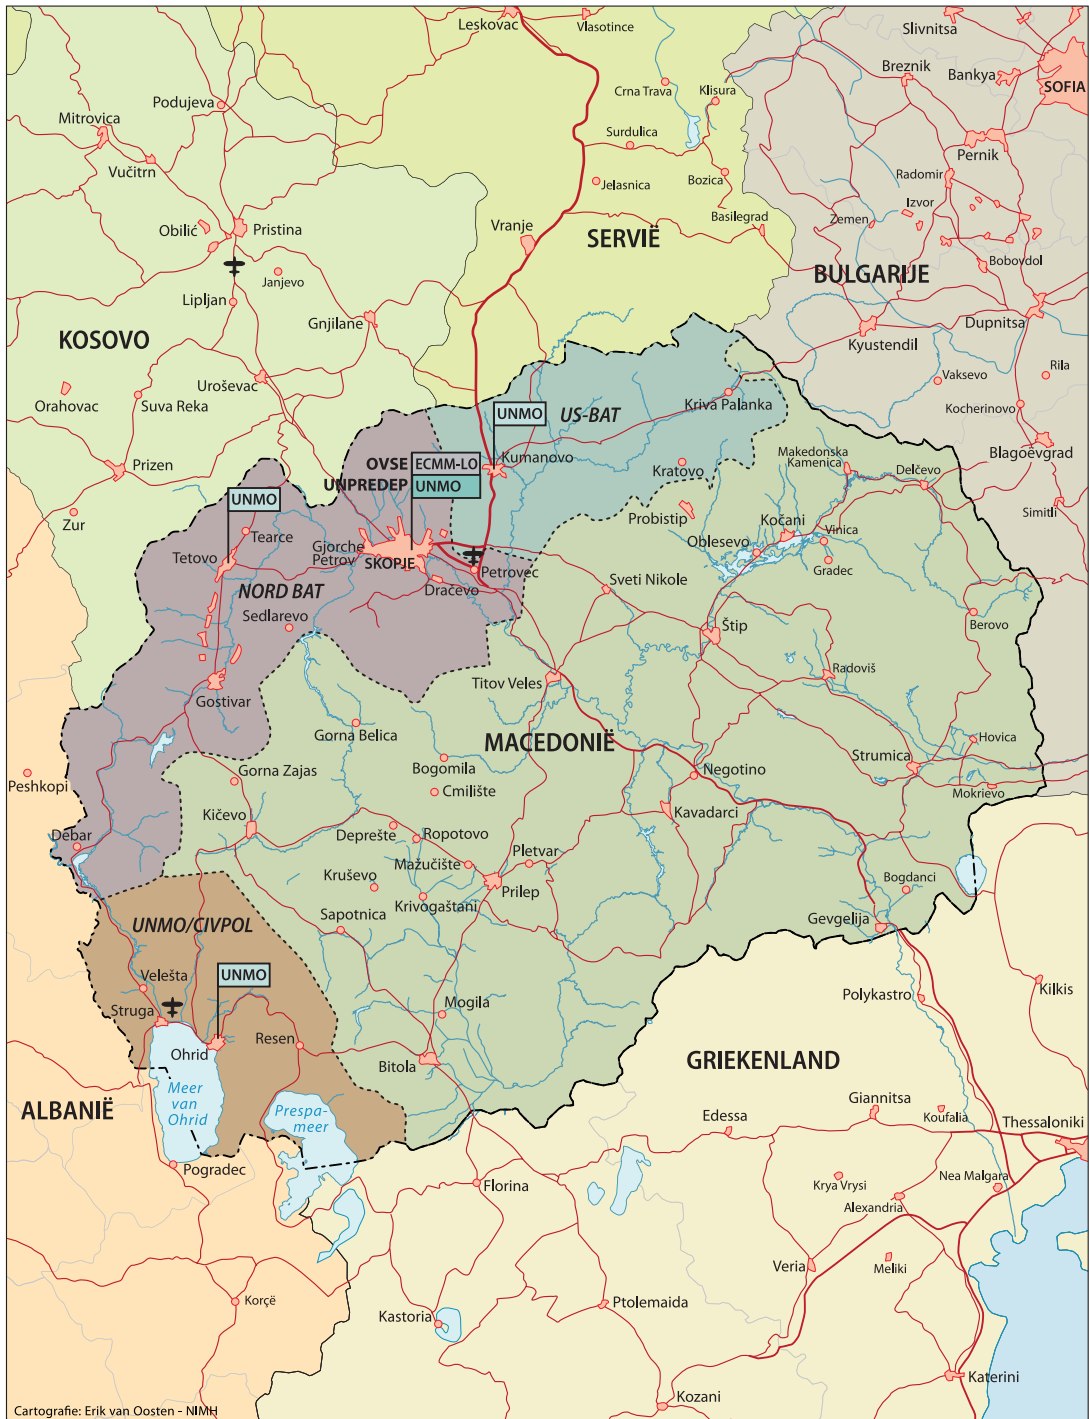 Leskovac
Vlasotince
Slivnitsa
Breznik
Bankya
SOFIA
Crna Trava
Klisura
Podujeva
Mitrovica
Surdulica
Pernik
Vučitrn
Radomir
Jelasnica
Bozica
Izvor
Obilić
Pristina
Vranje
Basilegrad
Zemen
SERVIË
Bobovdol
BULGARIJE
Janjevo
Lipljan
Gnjilane
Dupnitsa
KOSOVO
Kyustendil
Rila
Vaksevo
Uroševac
Orahovac
Suva Reka
Kriva Palanka
Kocherinovo
UNMO
US-BAT
Blagoēvgrad
Prizen
OVSE
ECMM-LO
UNPREDEP
UNMO
Kumanovo
Kratovo
Makedonska
Kamenica
Delčevo
UNMO
Simitli
Zur
Probistip
Kočani
Vinica
Tearce
Gjorche
Petrov
Oblesevo
Tetovo
SKOPJE
Petrovec
Gradec
NORD BAT
Dračevo
Sveti Nikole
Sedlarevo
Berovo
Štip
Radoviš
Titov Veles
Gostivar
Gorna Belica
MACEDONIË
Hovica
Strumica
Bogomila
Gorna Zajas
Negotino
Peshkopi
Cmilište
Mokrievo
Kičevo
Kavadarci
Debar
Deprešte
Ropotovo
Mažučište
Pletvar
Kruševo
Prilep
Bogdanci
Krivogaštani
Sapotnica
Gevgelija
UNMO/CIVPOL
UNMO
Velešta
Struga
Mogila
Polykastro
Kilkis
Ohrid
Resen
Bitola
GRIEKENLAND
Meer
van
Ohrid
Prespa-
meer
ALBANIË
Giannitsa
Koufalia
Edessa
Thessaloniki
Pogradec
Florina
Krya Vrysi
Nea Malgara
Alexandria
Veria
Meliki
Korçë
Kastoria
Ptolemaida
Katerini
Kozani
Cartografie: Erik van Oosten - NIMH